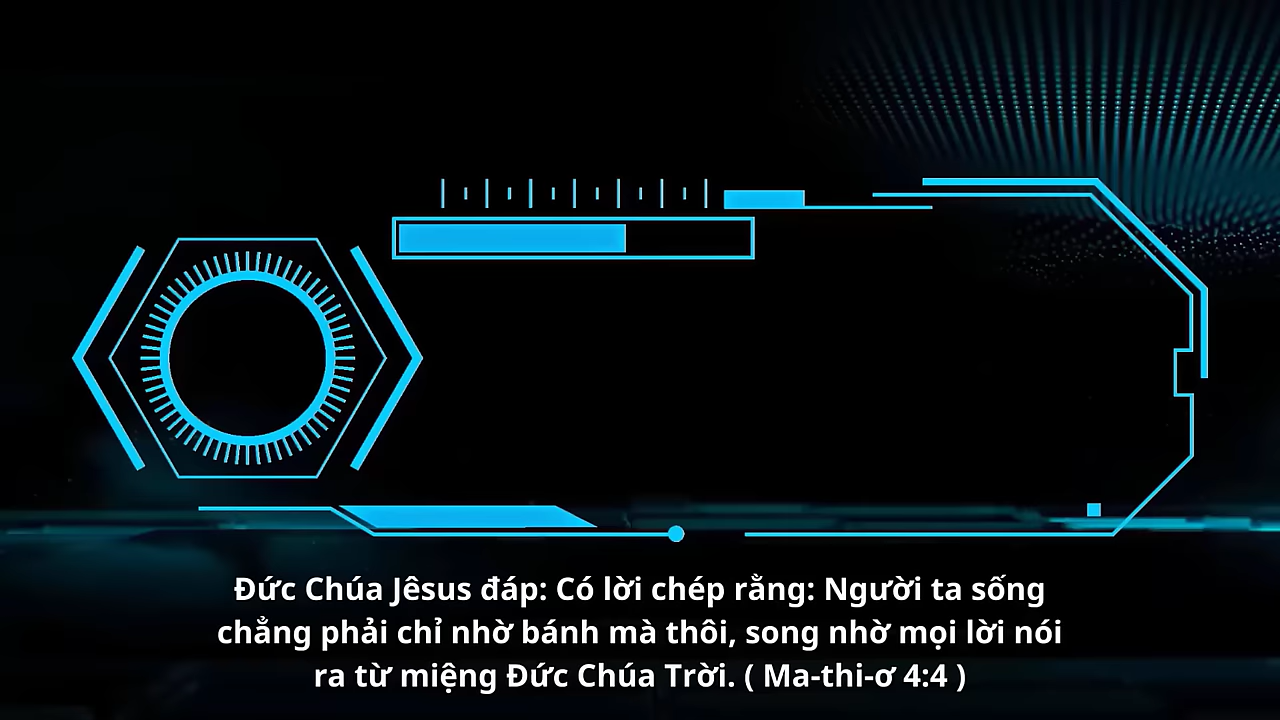 Đức Chúa Jêsus đáp: Có lời chép rằng: Người ta sống
chẳng phải chỉ nhờ bánh mà thôi, song nhờ mọi lời nói
ra từ miệng Đức Chúa Trời. ( Ma-thi-ơ 4:4 )